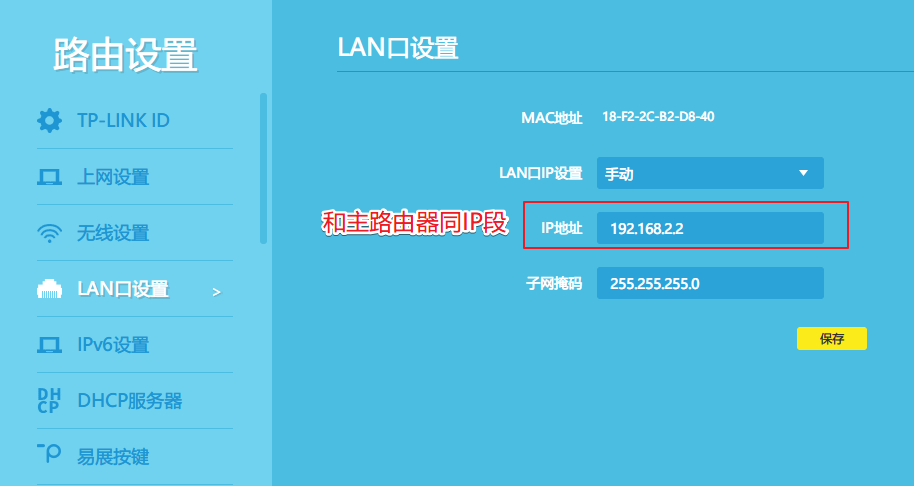 路由设置
TP-LINK ID
上网设置
无线设置
LAN口设置 >
IPv6设置
DHCP
DHCP服务器
易展按键
LAN口设置
MAC地址 18-F2-2C-B2-D8-40
LAN口IP设置 手动
和主路由器同IP段
IP地址 192.168.2.2
子网掩码 255.255.255.0
保存